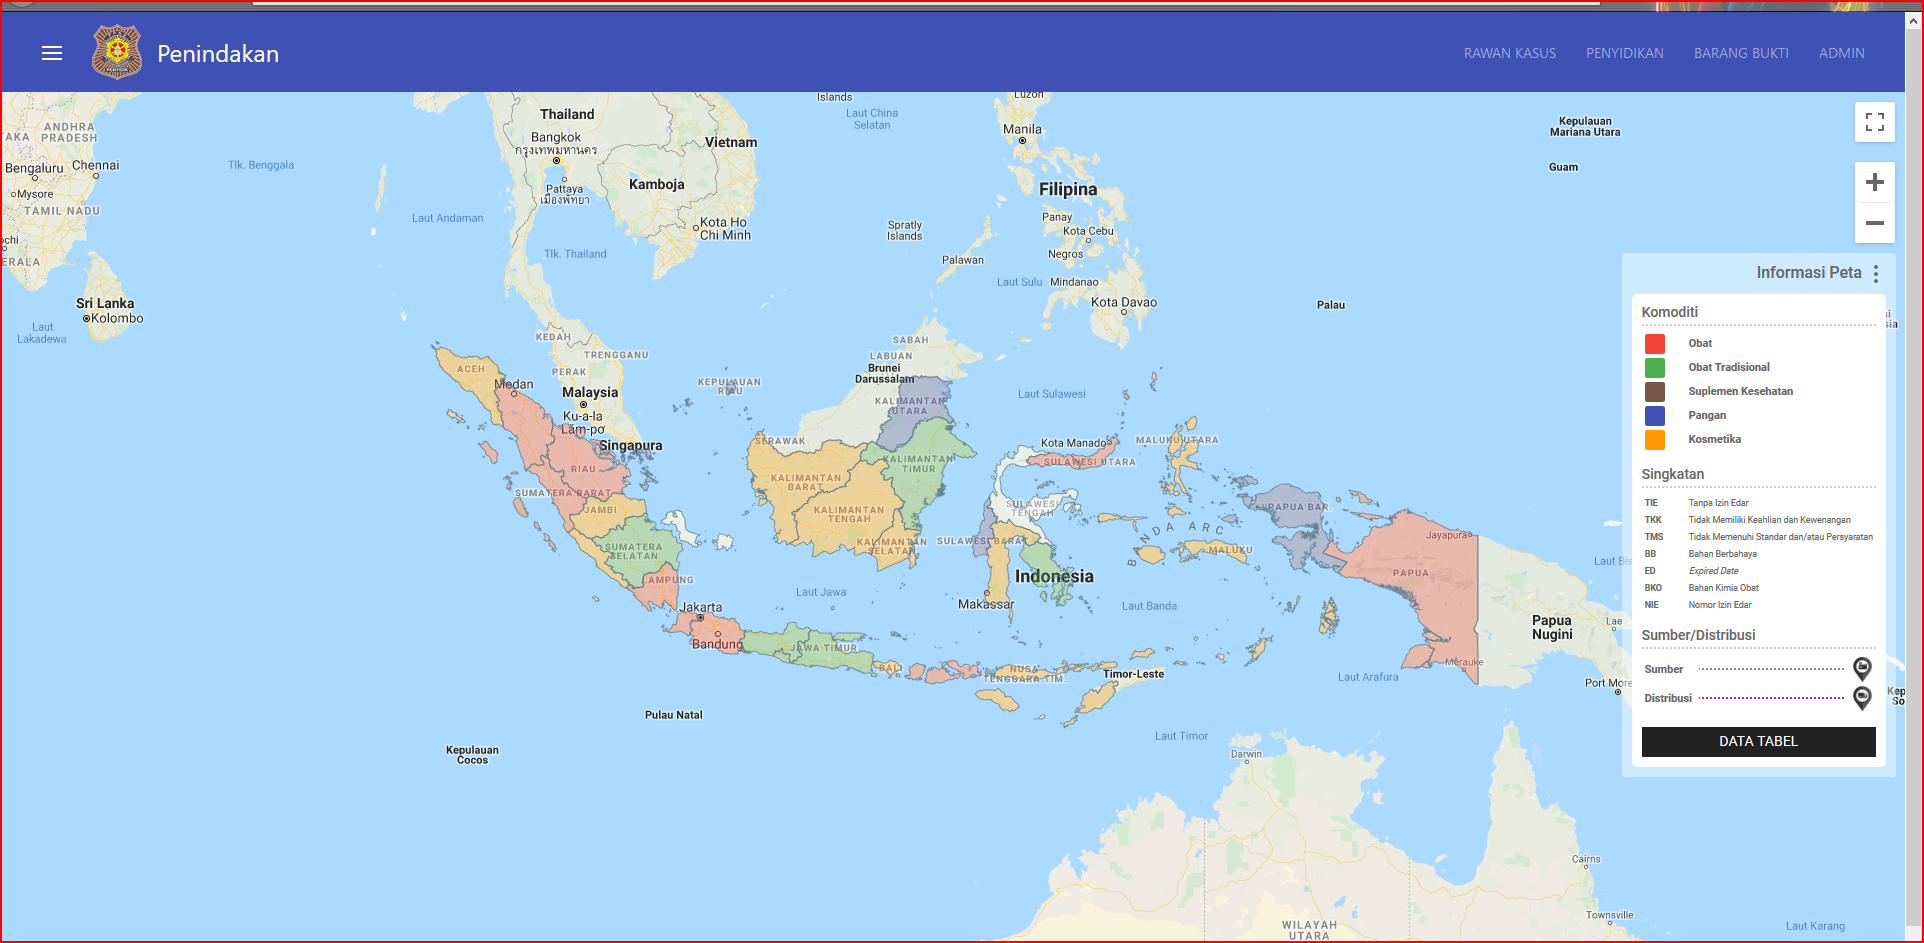 Penindakan
RAWAN KASUS
PENYIDIKAN
BARANG BUKTI
ADMIN
Islands
Luzon
Laut China
Selatan
Thailand
Bangkok
กรุงเทพมหานคร
Vietnam
Manila
Kepulauan
Mariana Utara
Guam
ANDHRA
PRADESH
Bengaluru
Chennai
Mysore
TAMIL NADU
Tlk. Benggala
Laut Andaman
Pattaya
เมืองพัทยา
Kamboja
Kota Ho
Chi Minh
Tlk. Thailand
Filipina
Panay
Kota Cebu
Negros
Spratly
Islands
Palawan
Laut Sulu
Mindanao
Kota Davao
Palau
Sri Lanka
Kolombo
Laut
Lakadewa
KEDAH
TRENGGANU
PERAK
Malaysia
Ku-a-la
Lăm-pơ
Singapura
SABAH
LABUAN
Brunei
Darussalam
KEPULAUAN
RIAU
ACEH
Medan
RIAU
SUMATERA BARAT
JAMBI
SUMATERA
SELATAN
LAMPUNG
Jakarta
Bandung
JAWA TIMUR
BALI
NUSA
TENGGARA TIM.
Timor-Leste
SERAWAK
KALIMANTAN
UTARA
KALIMANTAN
TIMUR
KALIMANTAN
BARAT
KALIMANTAN
TENGAH
KALIMANTAN
SELATAN
Laut Sulawesi
Kota Manado
SULAWESI UTARA
MALUKU UTARA
SULAWESI
TENGAH
SULAWESI BARAT
BANDA ARC
MALUKU
PAPUA BAR.
Jayapura
PAPUA
Merauke
Indonesia
Makassar
Laut Jawa
Laut Banda
Laut Arafura
Laut Timor
Papua
Nugini
Lae
Port More
Pulau Natal
Kepulauan
Cocos
Darwin
Cairns
Townsville
WILAYAH
UTARA
Laut Karang
Informasi Peta
Komoditi
Obat
Obat Tradisional
Suplemen Kesehatan
Pangan
Kosmetika
Singkatan
TIE Tanpa Izin Edar
TKK Tidak Memiliki Keahlian dan Kewenangan
TMS Tidak Memenuhi Standar dan/atau Persyaratan
BB Bahan Berbahaya
ED Expired Date
BKO Bahan Kimia Obat
NIE Nomor Izin Edar
Sumber/Distribusi
Sumber
Distribusi
DATA TABEL